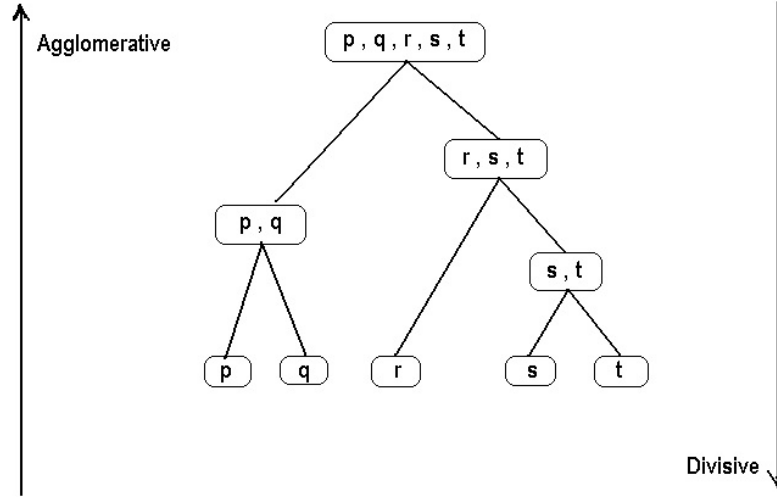 Agglomerative
p , q , r , s , t
r , s , t
p , q
s , t
p
q
r
s
t
Divisive